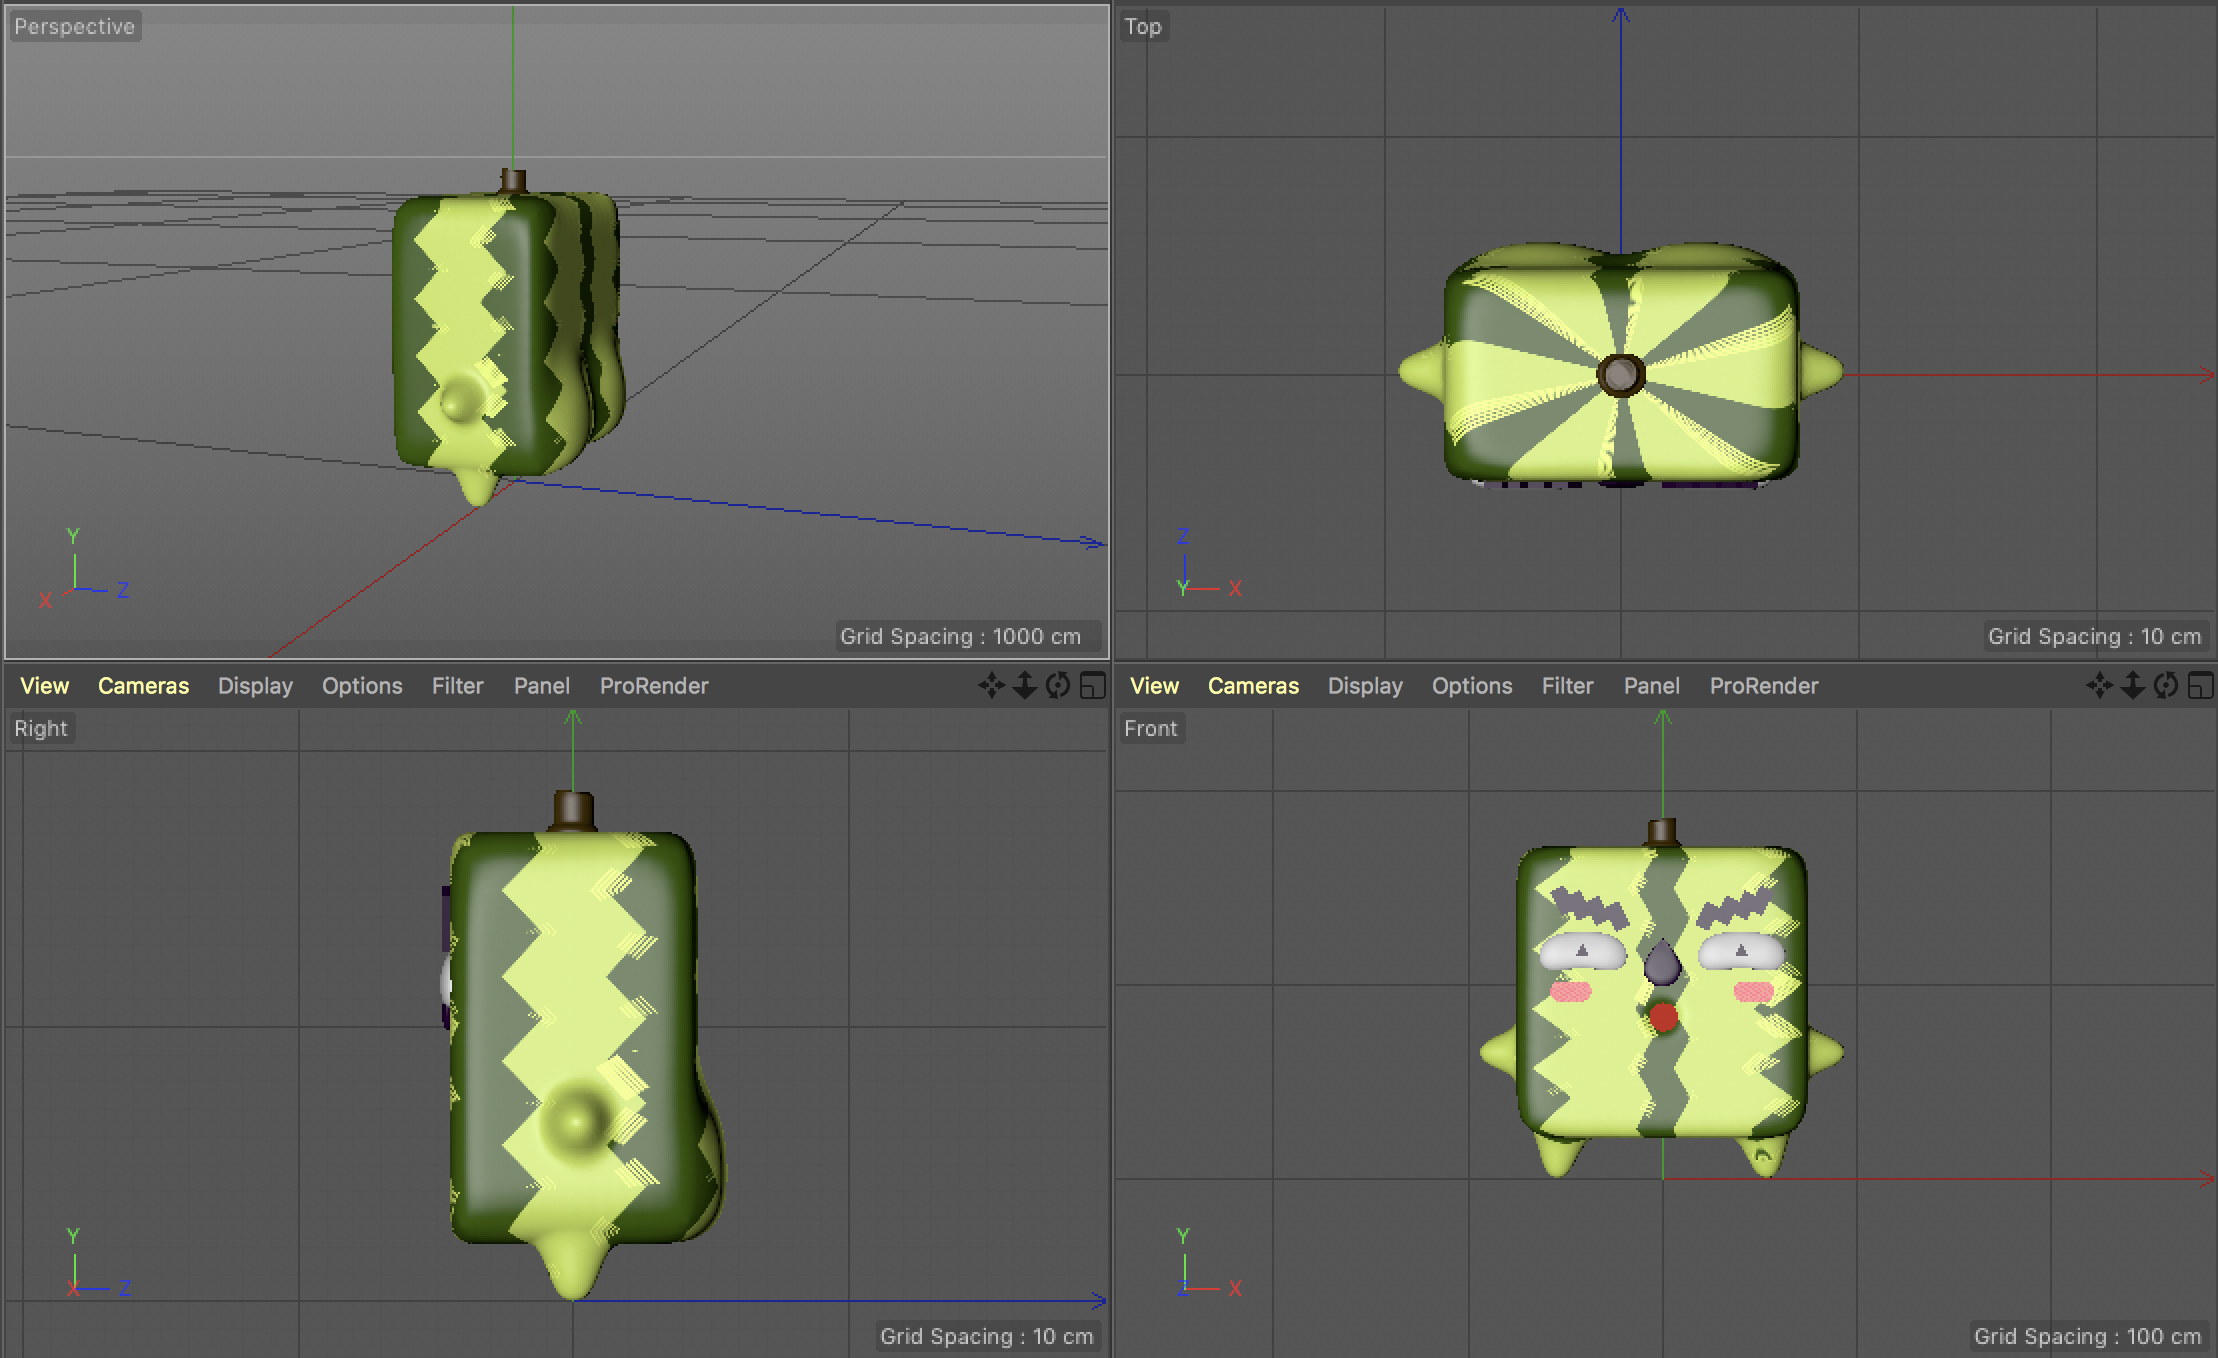 Perspective
Y
X Z
Grid Spacing : 1000 cm
Top
Z
Y X
Grid Spacing : 10 cm
View Cameras Display Options Filter Panel ProRender
Right
Y
X Z
Grid Spacing : 10 cm
View Cameras Display Options Filter Panel ProRender
Front
Y
Z X
Grid Spacing : 100 cm